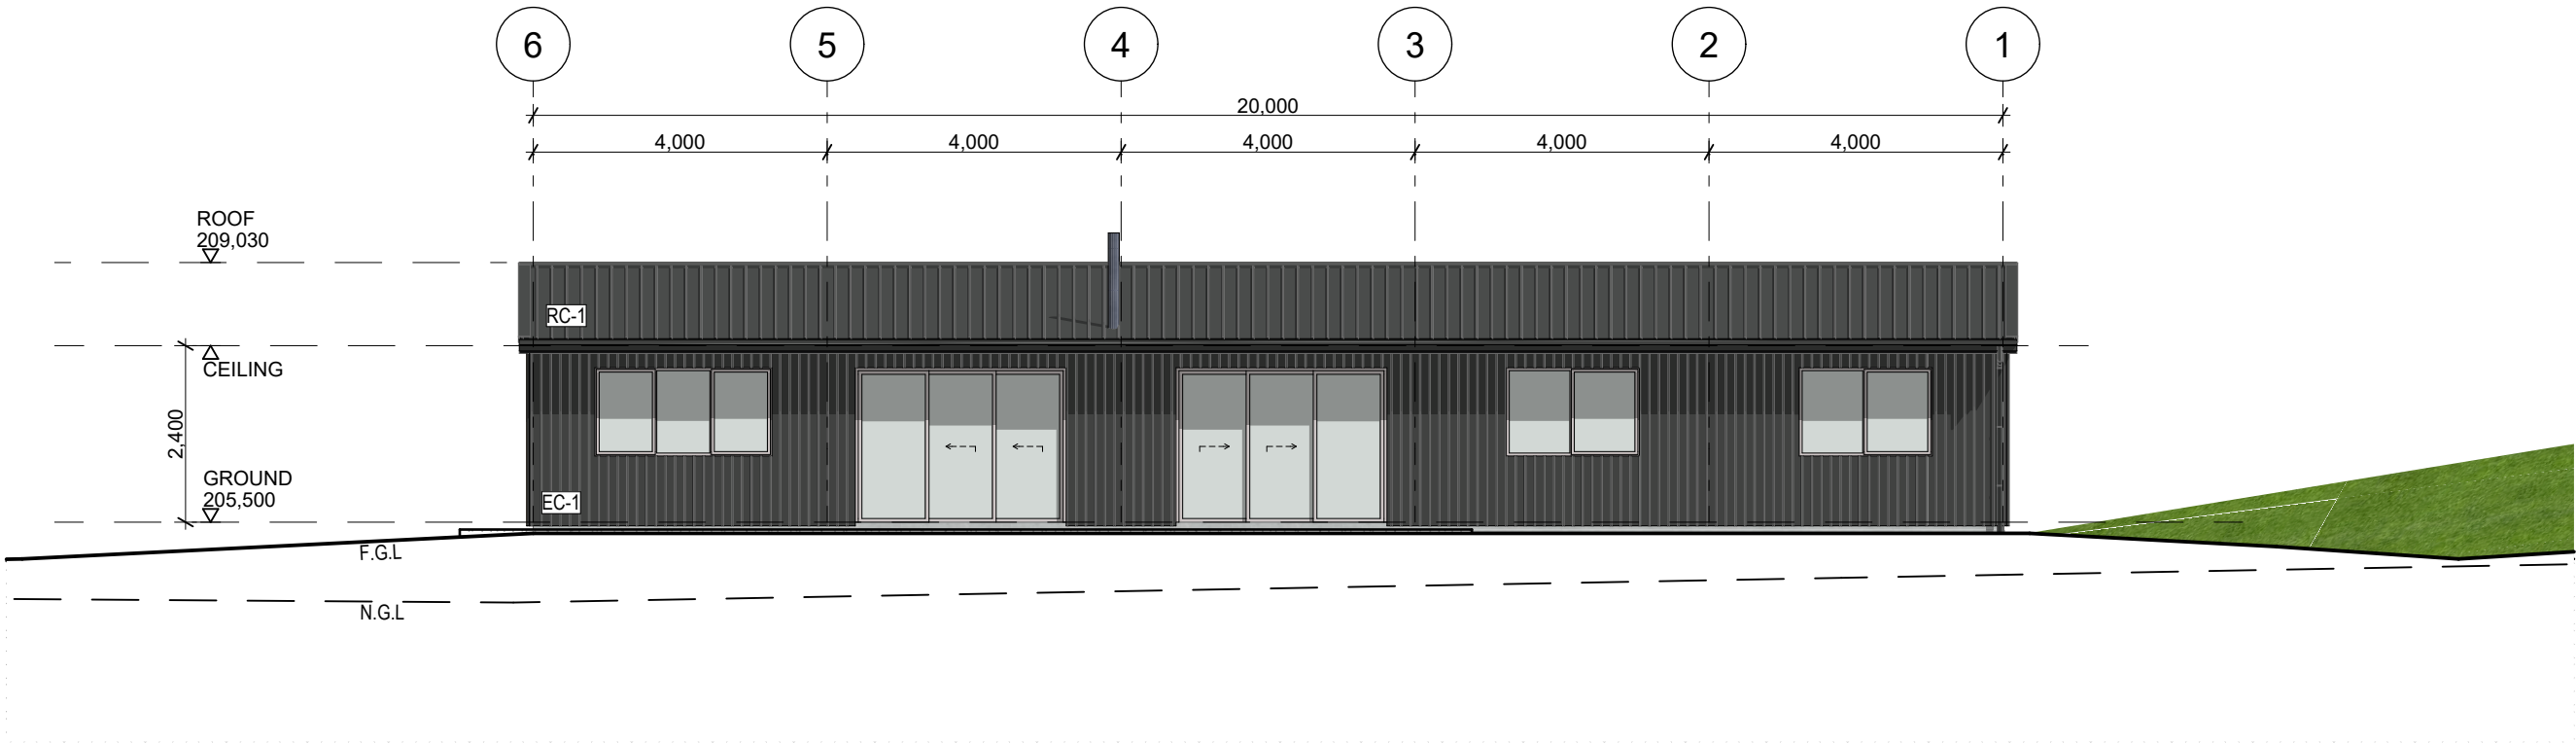 6 5 4 3 2 1
20,000
4,000 4,000 4,000 4,000 4,000
ROOF
209,030
RC-1
CEILING
2,400
GROUND
205,500
EC-1
F.G.L
N.G.L